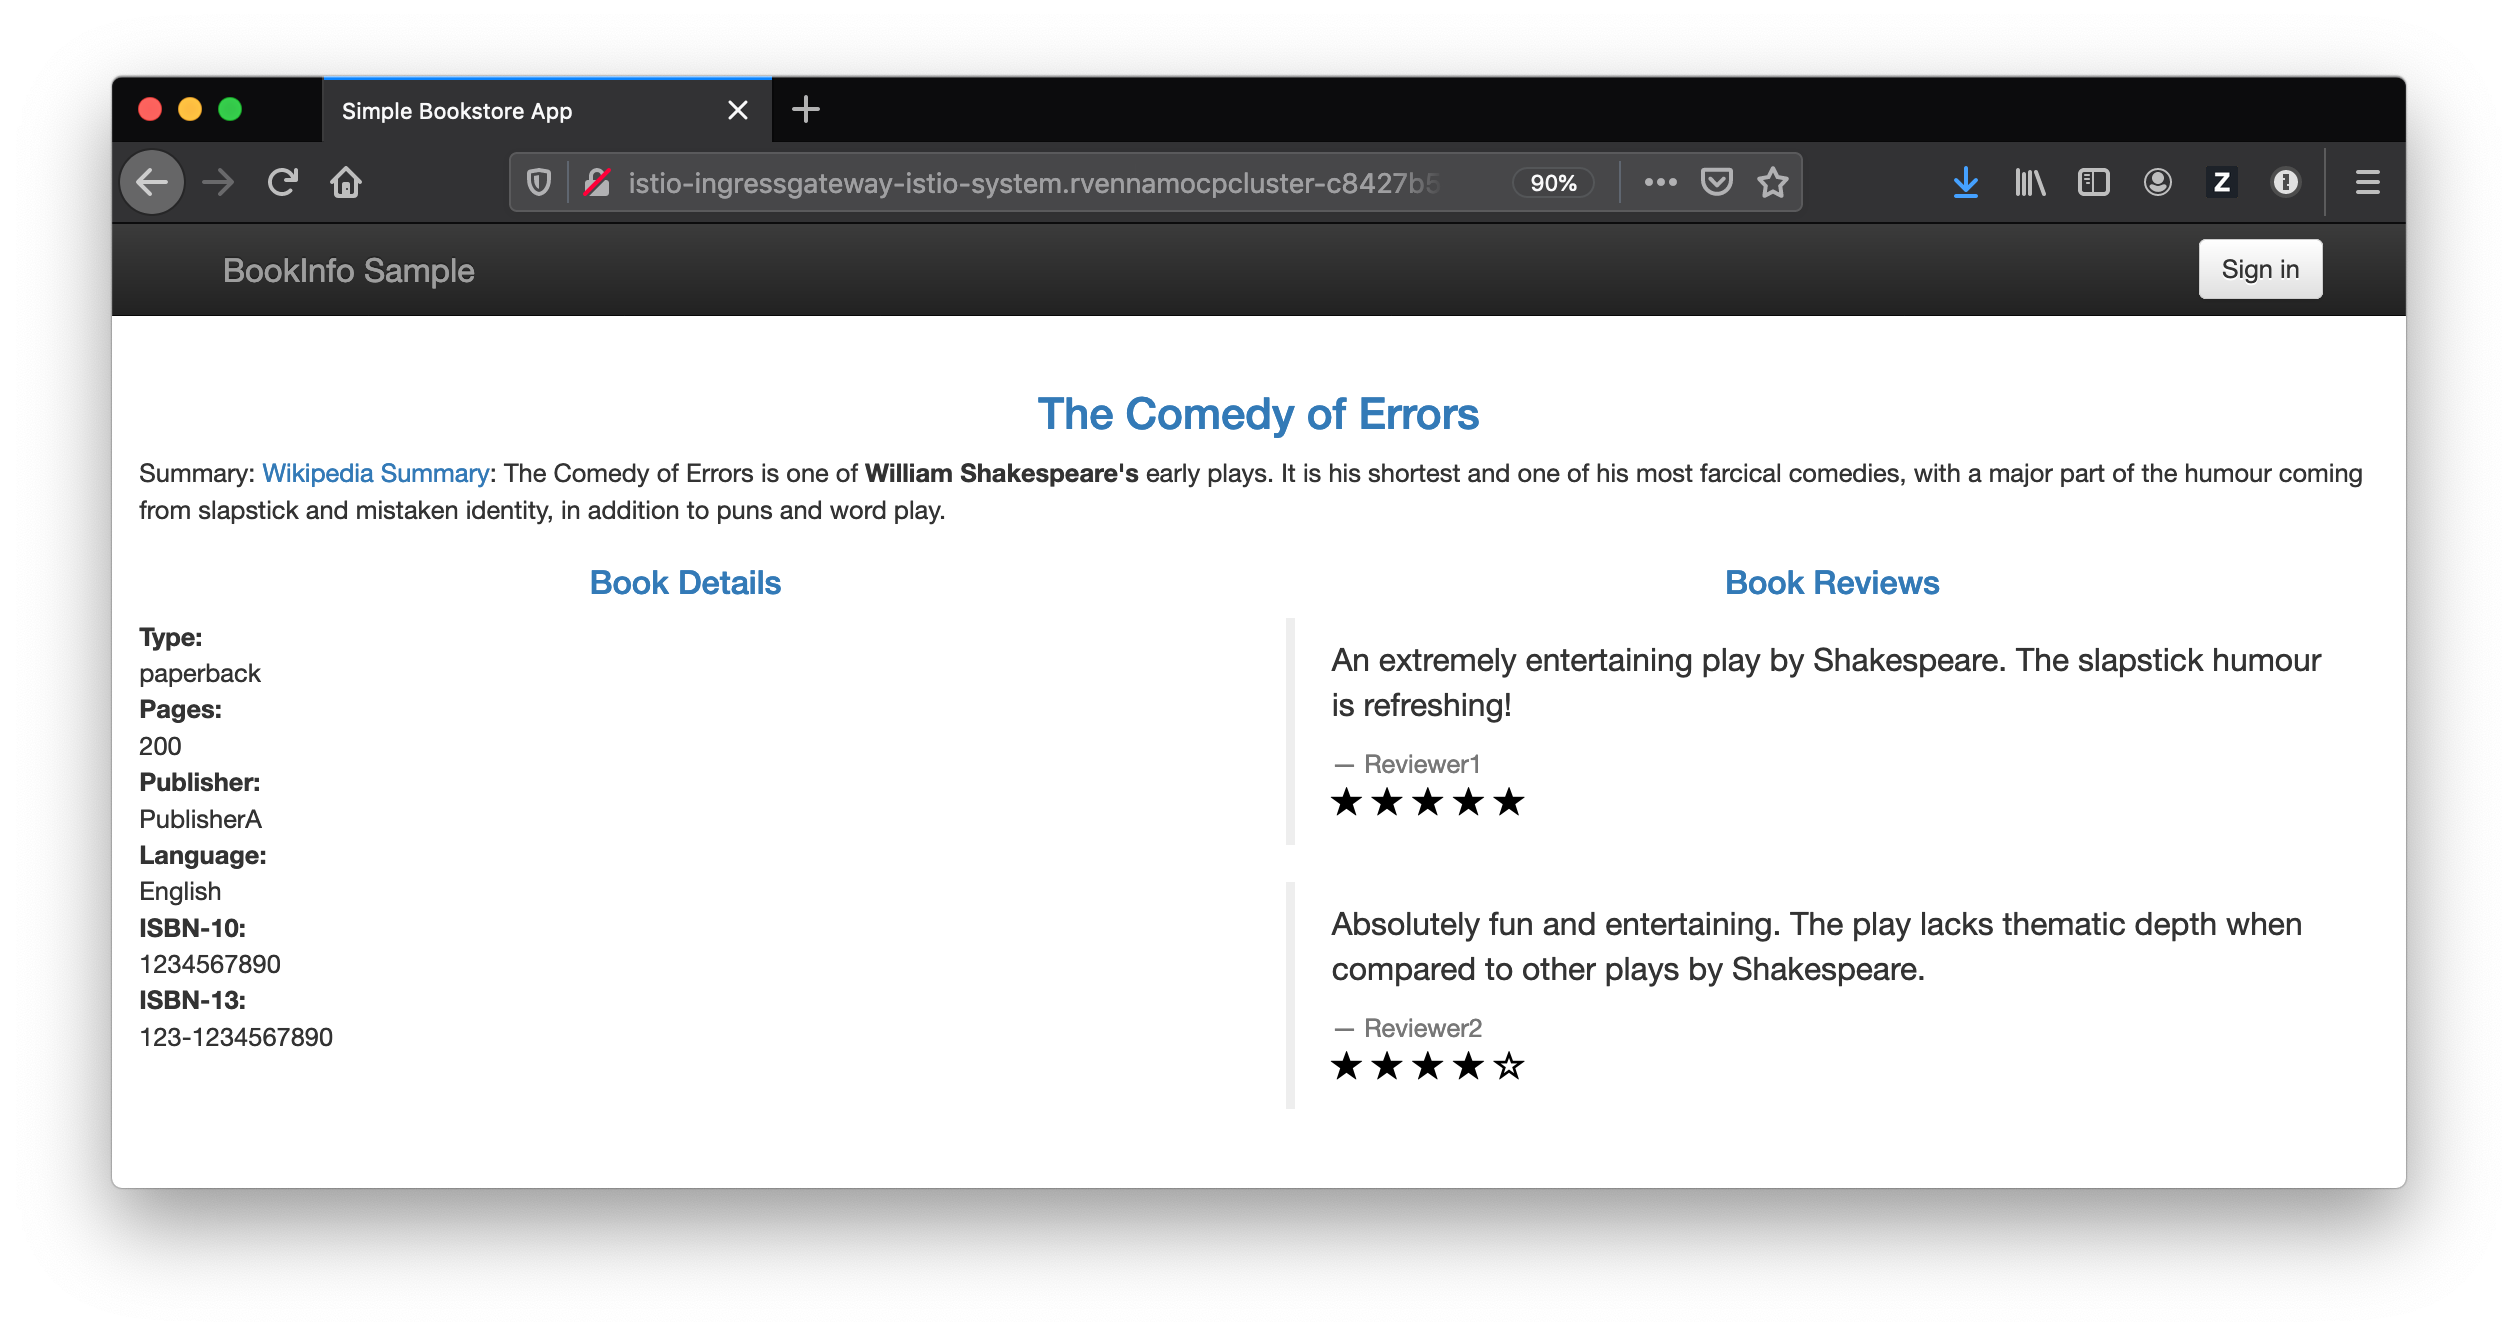 Simple Bookstore App
istio-ingressgateway-istio-system.rvennamocpcluster-c8427b5
90%
Z
BookInfo Sample
Sign in
The Comedy of Errors
Summary: Wikipedia Summary: The Comedy of Errors is one of William Shakespeare's early plays. It is his shortest and one of his most farcical comedies, with a major part of the humour coming
from slapstick and mistaken identity, in addition to puns and word play.
Book Details
Type:
paperback
Pages:
200
Publisher:
PublisherA
Language:
English
ISBN-10:
1234567890
ISBN-13:
123-1234567890
Book Reviews
An extremely entertaining play by Shakespeare. The slapstick humour
is refreshing!
— Reviewer1
★★★★★
Absolutely fun and entertaining. The play lacks thematic depth when
compared to other plays by Shakespeare.
— Reviewer2
★★★★☆